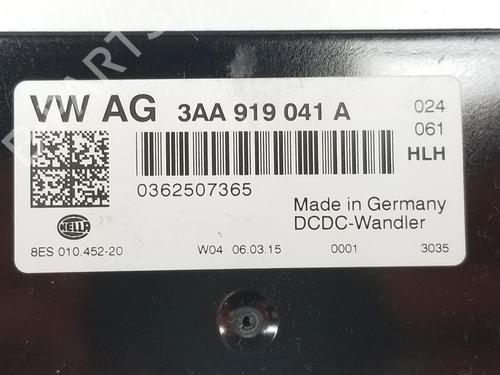 VW AG 3AA 919 041 A 024
061
HLH
0362507365
Made in Germany
DCDC-Wandler
HELLA
8ES 010.452-20 W04 06.03.15 0001 3035